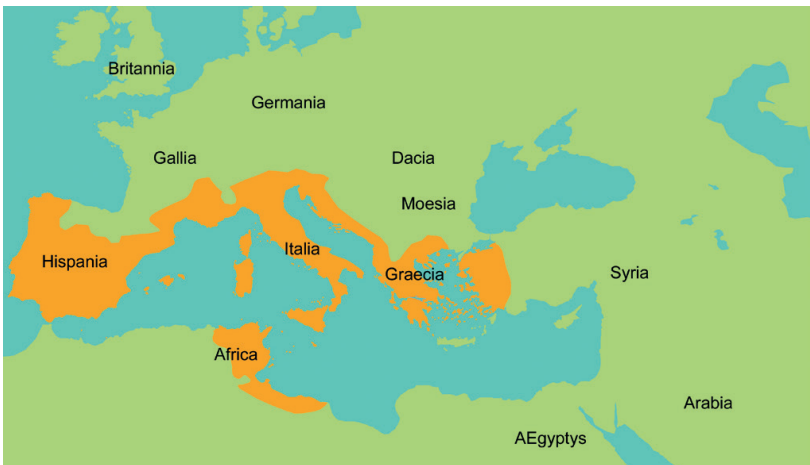 Britannia
Germania
Gallia
Dacia
Moesia
Hispania
Italia
Graecia
Syria
Africa
Arabia
AEgyptys